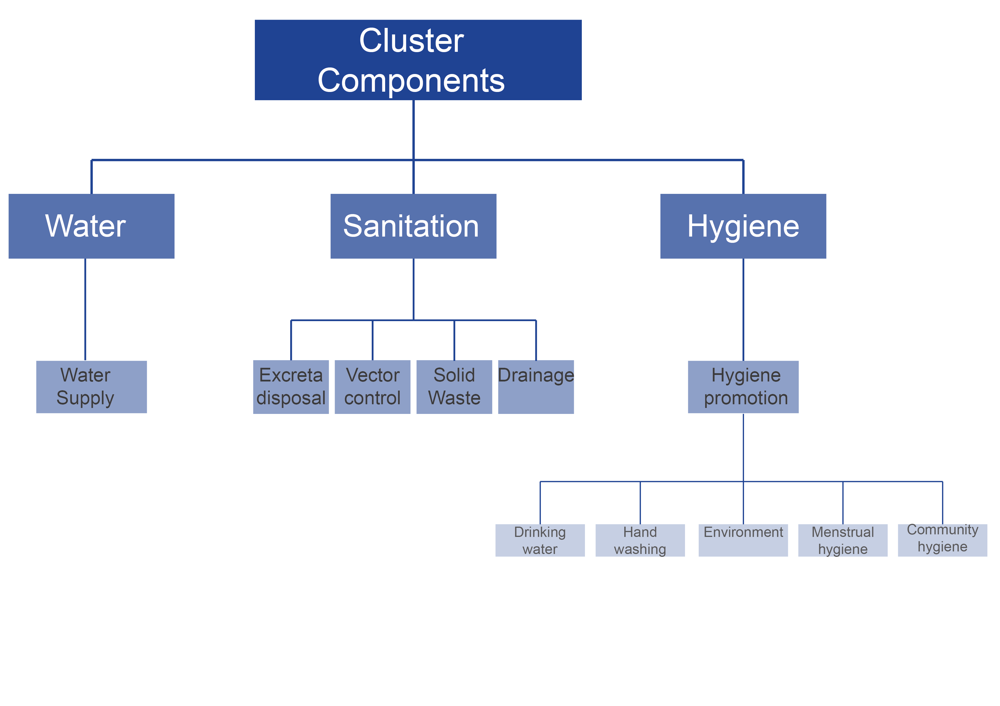 Cluster
Components
Water
Sanitation
Hygiene
Water
Supply
Excreta
disposal
Vector
control
Solid
Waste
Drainage
Hygiene
promotion
Drinking
water
Hand
washing
Environment
Menstrual
hygiene
Community
hygiene